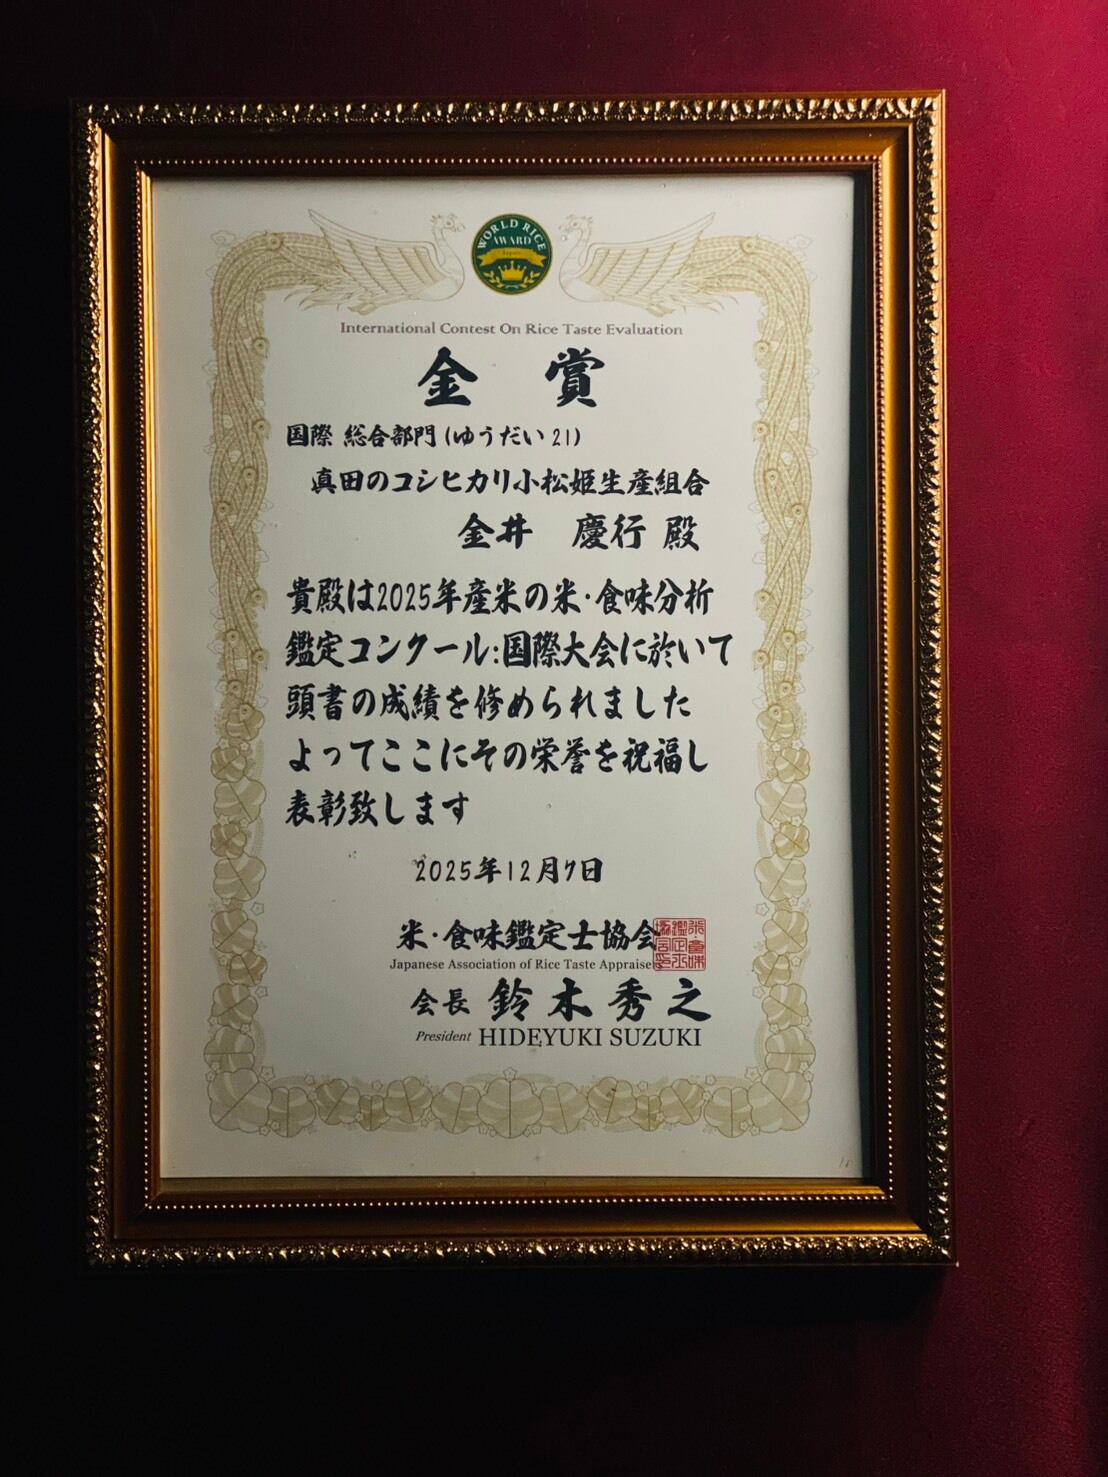 WORLD RICE
AWARD
Japan
International Contest On Rice Taste Evaluation
金 賞
国際 総合部門(ゆうだい21)
真田のコシヒカリ小松姫生産組合
金井 慶行 殿
貴殿は2025年産米の米・食味分析
鑑定コンクール:国際大会に於いて
頭書の成績を修められました
よってここにその栄誉を祝福し
表彰致します
2025年12月7日
米・食味鑑定士協会
Japanese Association of Rice Taste Appraise
会長 鈴木秀之
President HIDEYUKI SUZUKI